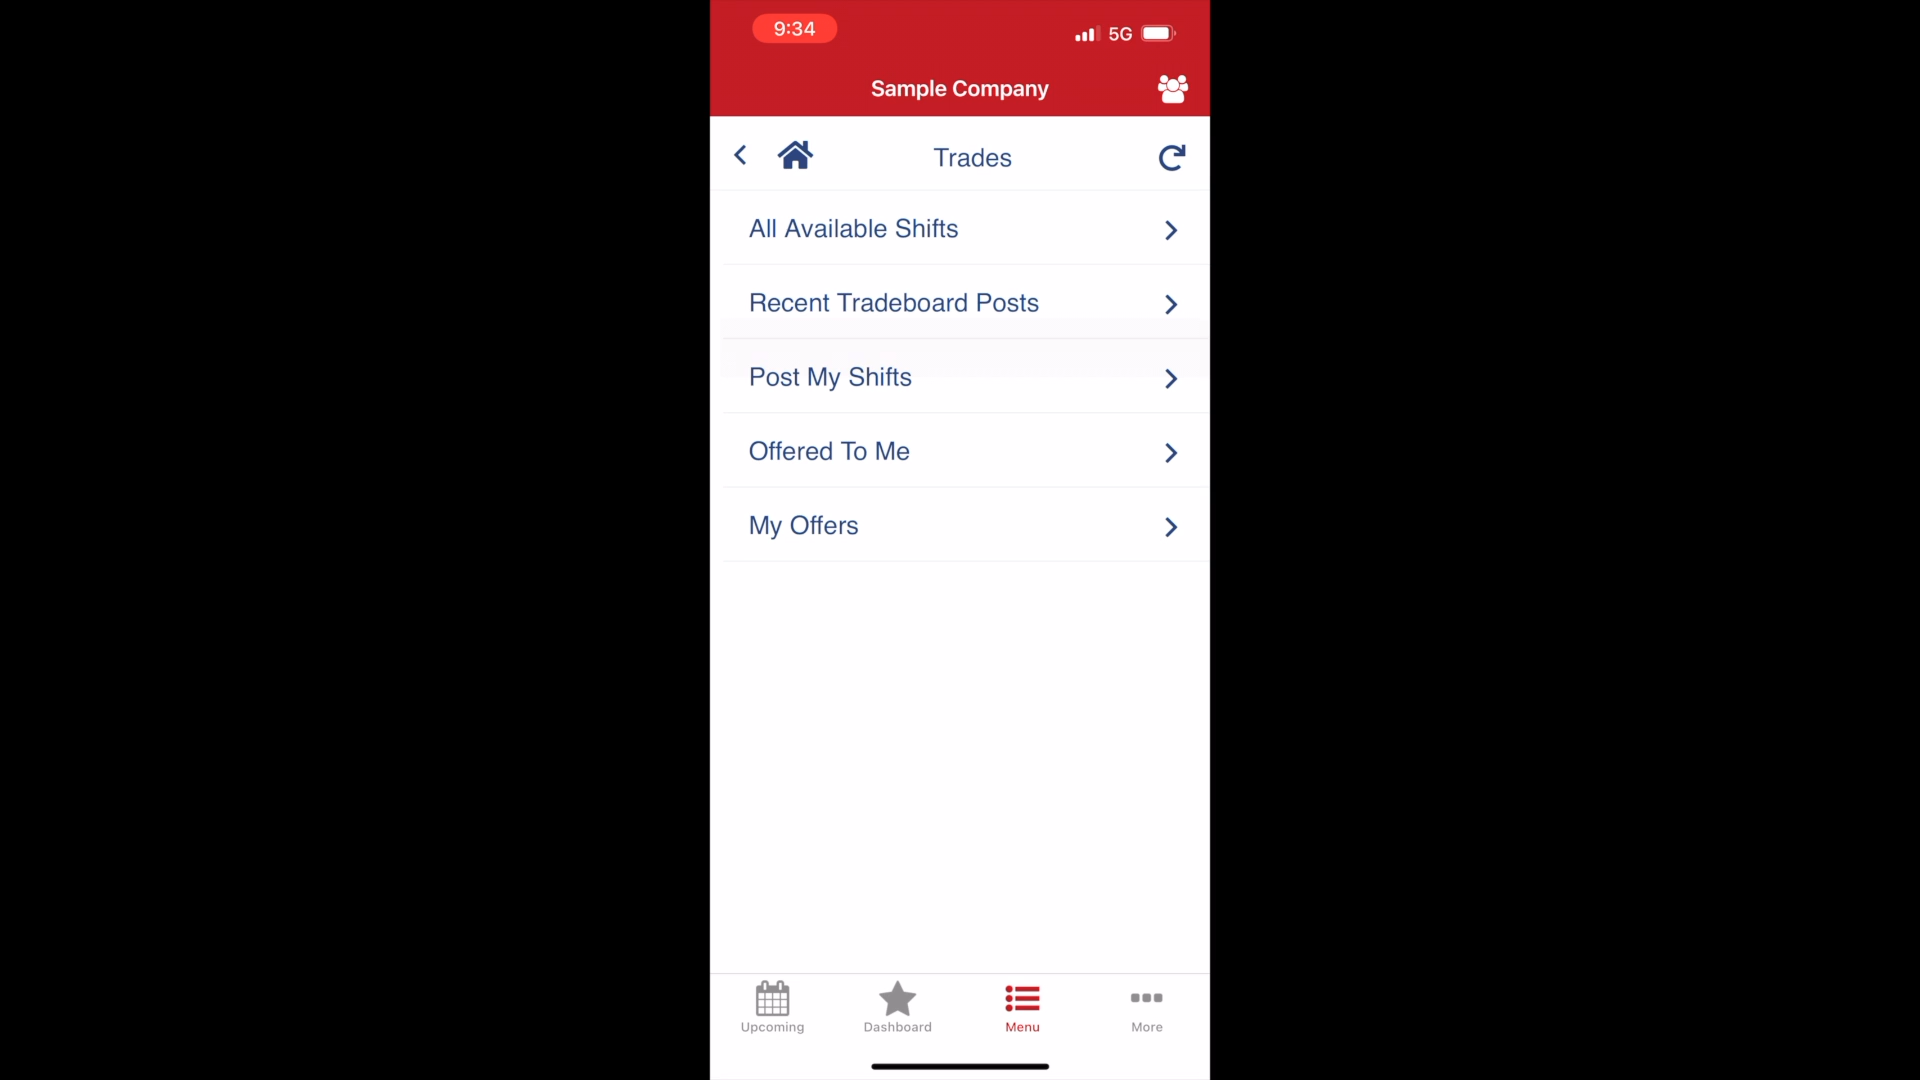 9:34
5G
Sample Company
Trades
All Available Shifts
Recent Tradeboard Posts
Post My Shifts
Offered To Me
My Offers
Upcoming
Dashboard
Menu
More